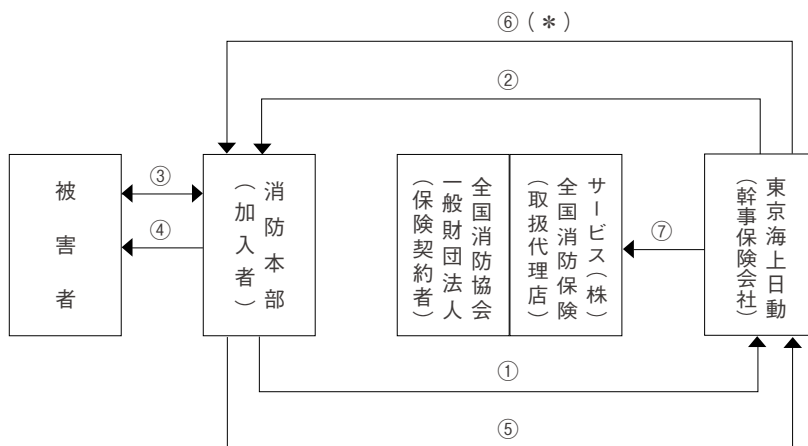 ⑥（＊）
②
被害者
③
④
消防本部
（加入者）
一般財団法人
全国消防協会
（保険契約者）
全国消防保険
サービス（株）
（取扱代理店）
⑦
東京海上日動
（幹事保険会社）
①
⑤